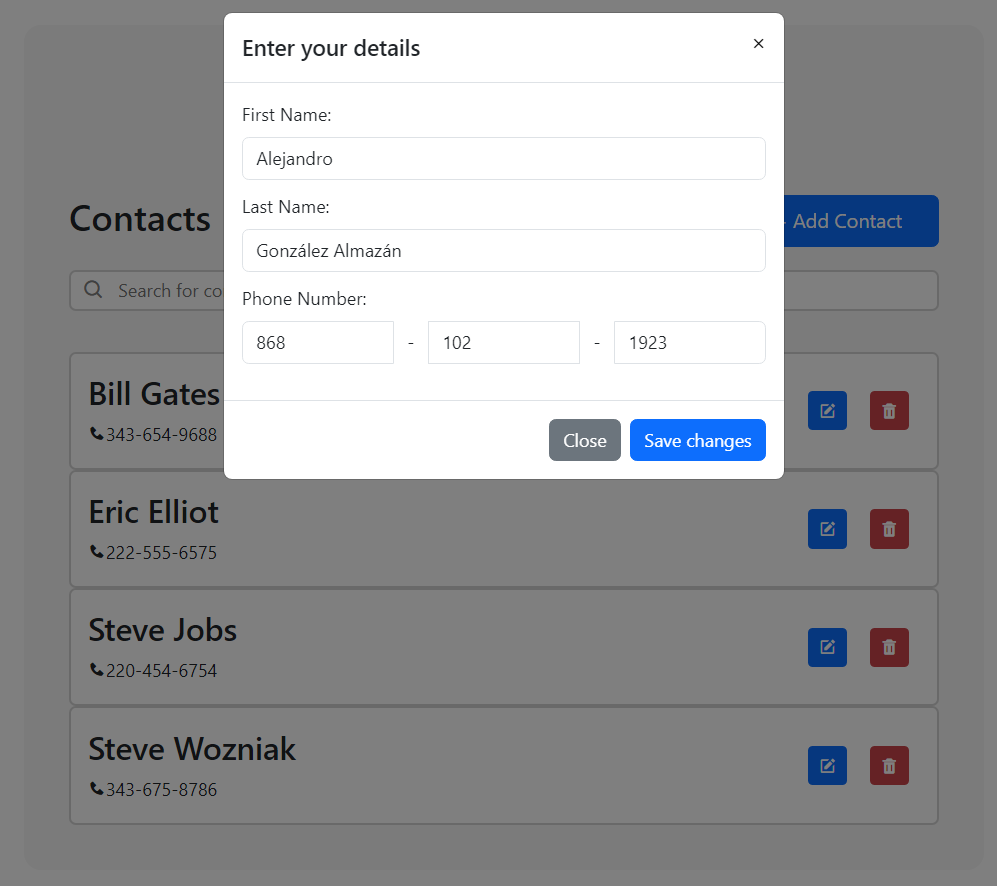 Enter your details ×
First Name:
Alejandro
Last Name:
González Almazán
Phone Number:
868 - 102 - 1923
Close Save changes
Contacts
Add Contact
Search for co
Bill Gates
343-654-9688
Eric Elliot
222-555-6575
Steve Jobs
220-454-6754
Steve Wozniak
343-675-8786